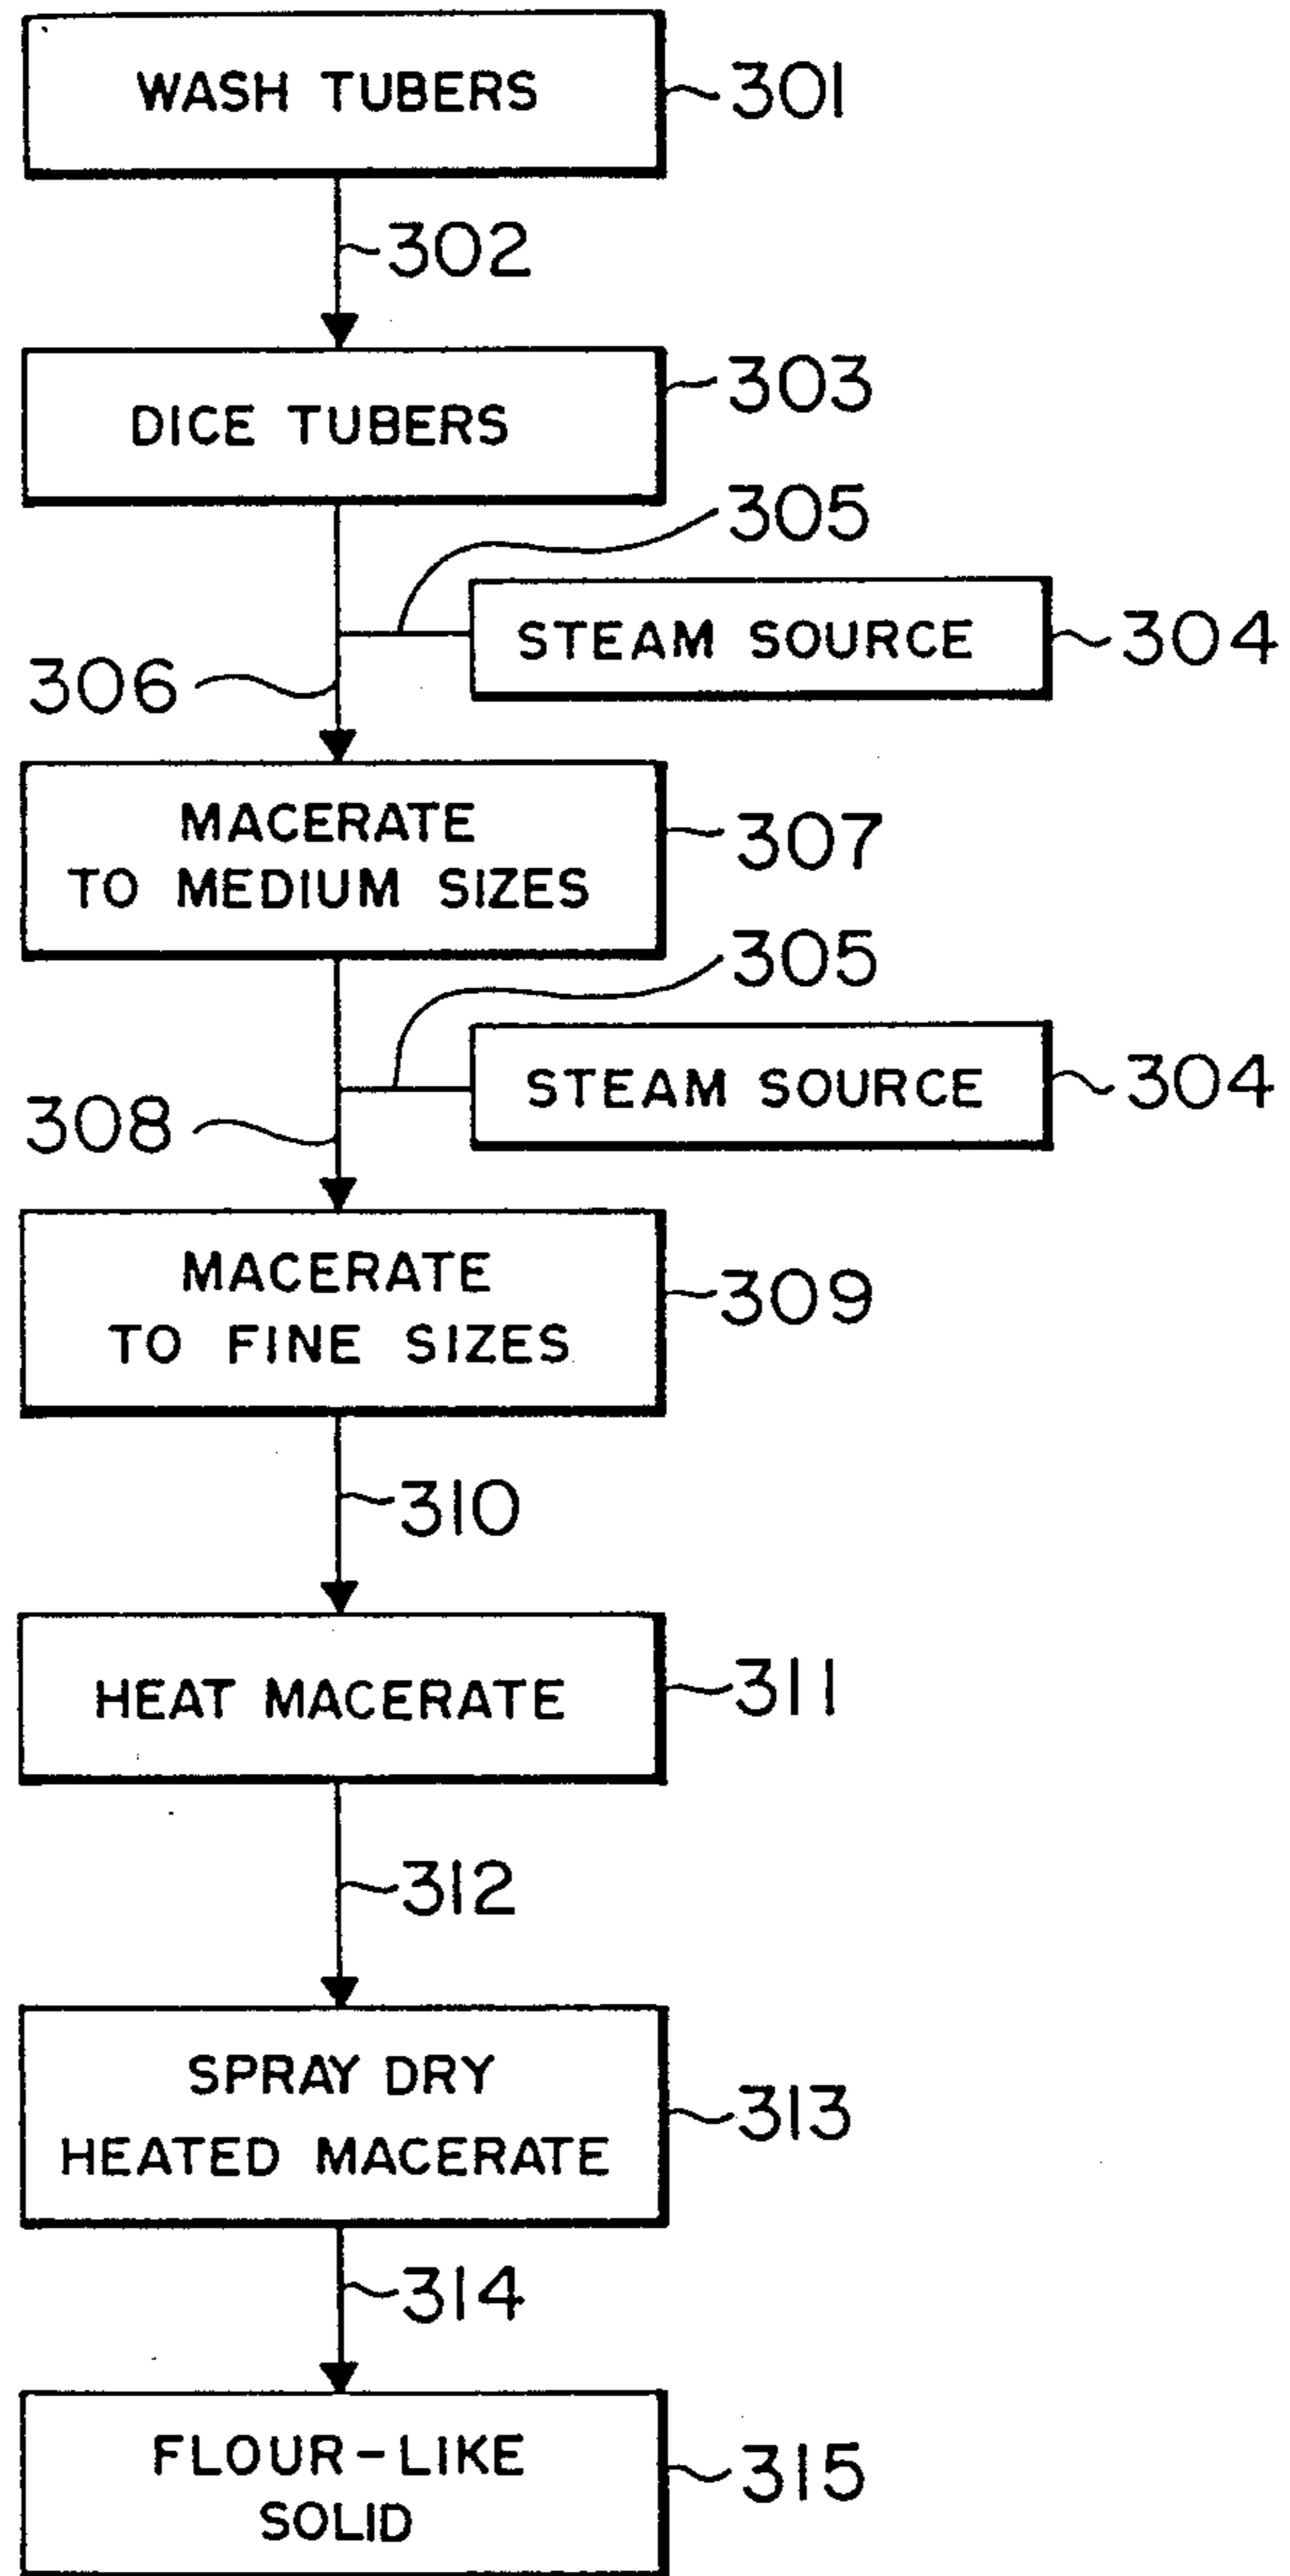 WASH TUBERS
301
302
DICE TUBERS
303
305
STEAM SOURCE
304
306
MACERATE
TO MEDIUM SIZES
307
305
STEAM SOURCE
304
308
MACERATE
TO FINE SIZES
309
310
HEAT MACERATE
311
312
SPRAY DRY
HEATED MACERATE
313
314
FLOUR-LIKE
SOLID
315